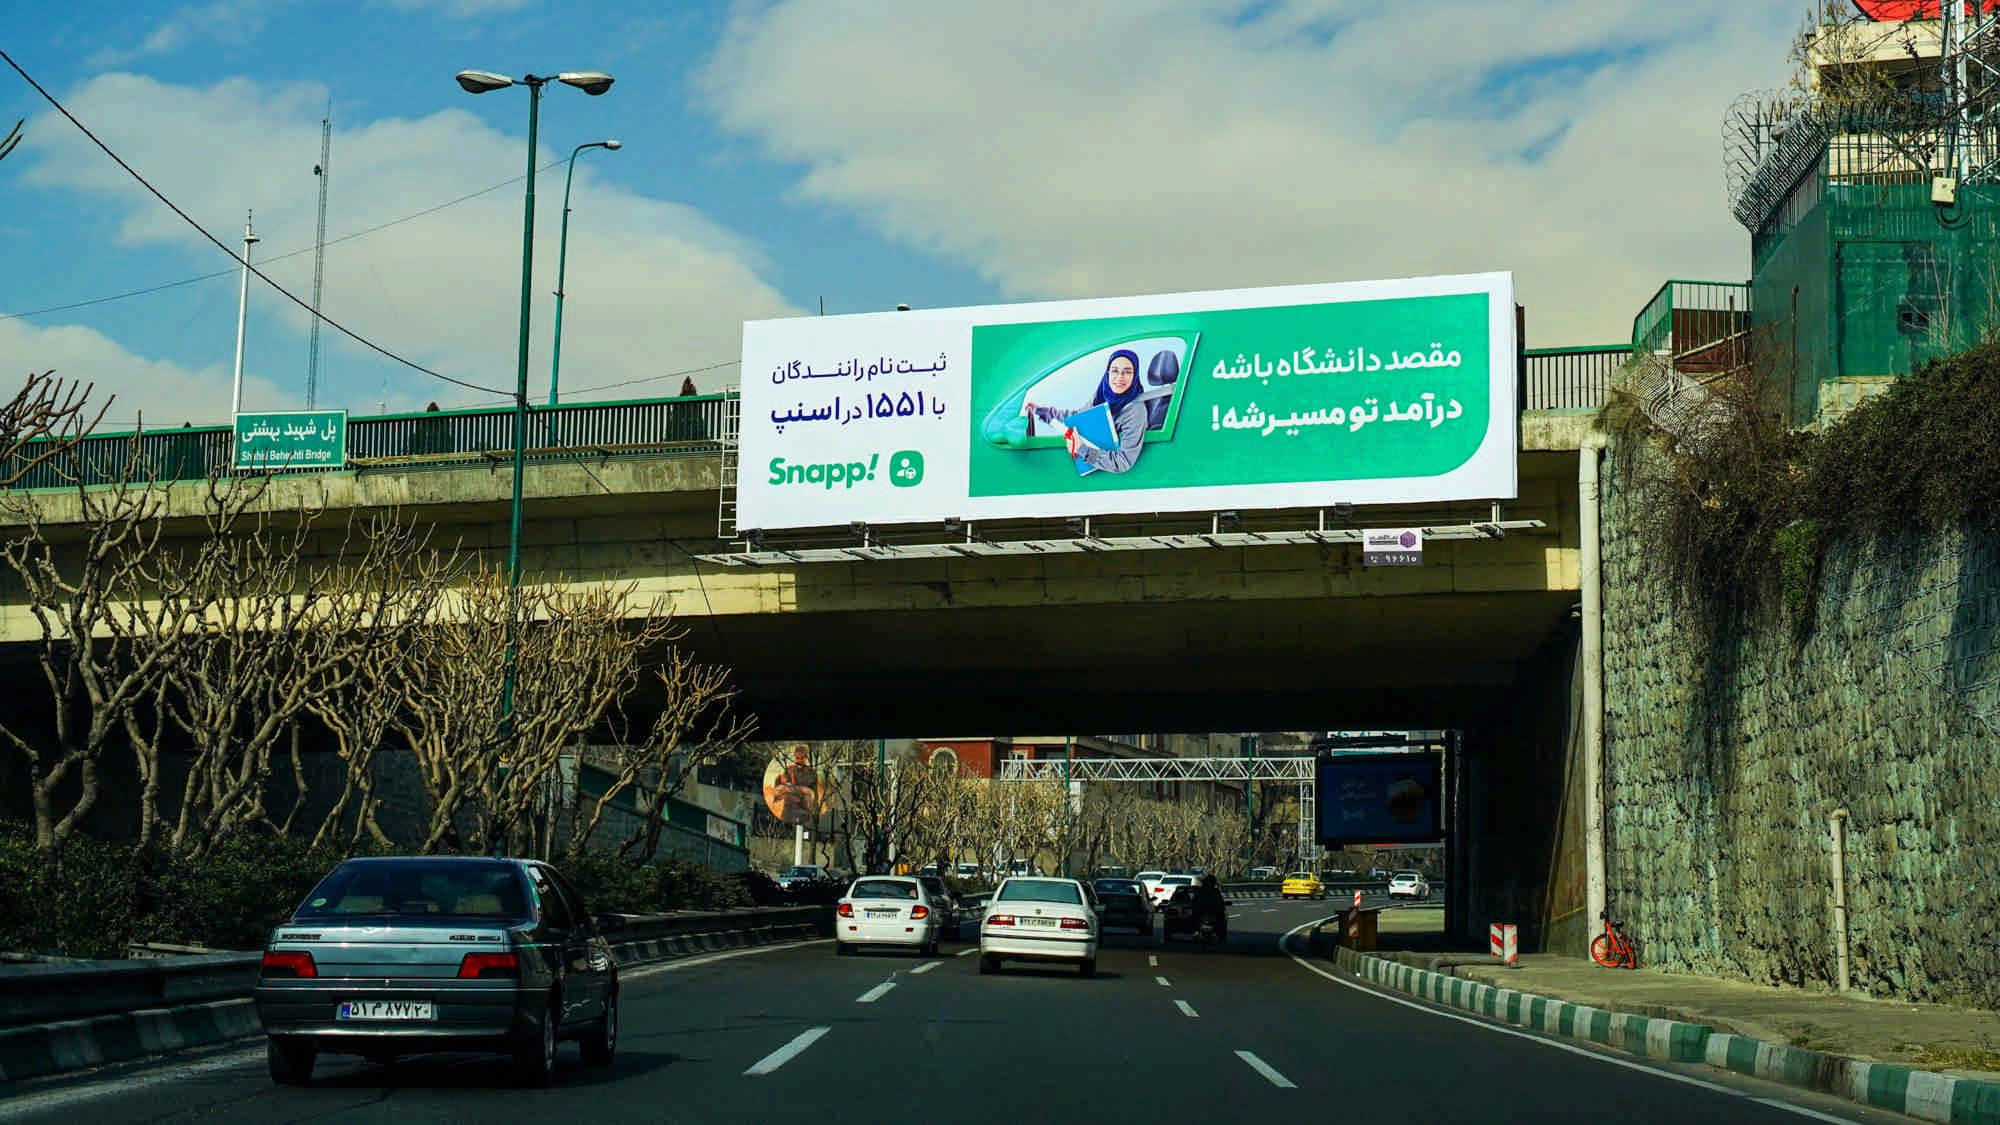 پل شهید بهشتی
Shahid Beheshti Bridge
مقصد دانشگاه باشه
درآمد تو مسیر شه!
ثبت نام رانندگان
با ۱۵۵۱ در اسنپ
Snapp!
۹۶۶۱۰
۵۱ م ۸۷۷ ۲۰